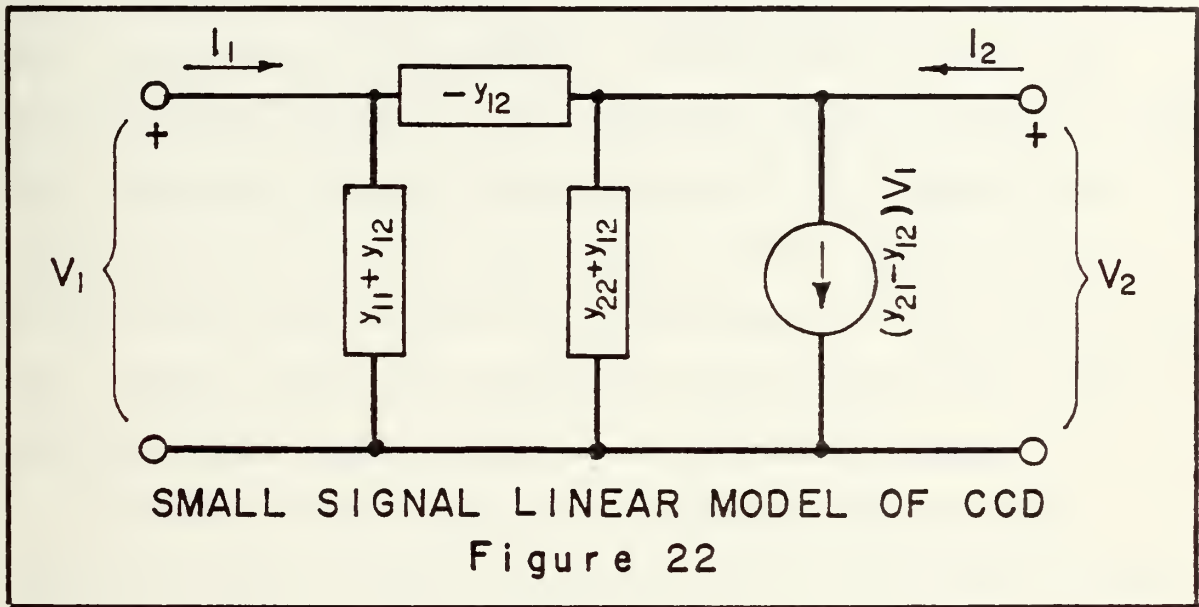 I₁
I₂
−y₁₂
+
+
V₁
y₁₁ + y₁₂
y₂₂ + y₁₂
(y₂₁ − y₁₂) V₁
V₂
SMALL SIGNAL LINEAR MODEL OF CCD
Figure 22